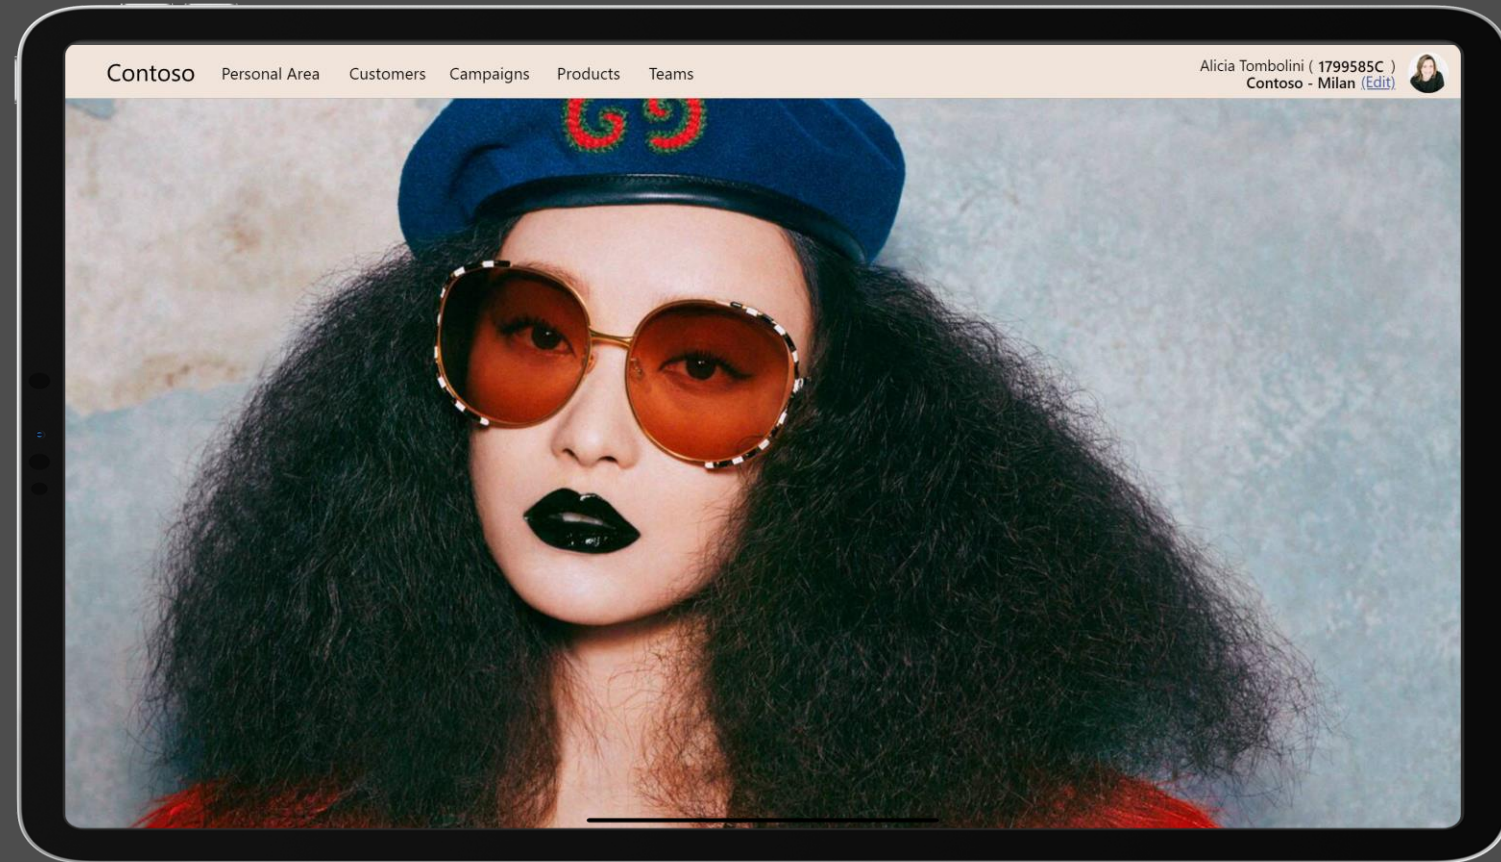 Contoso
Personal Area
Customers
Campaigns
Products
Teams
Alicia Tombolini ( 1799585C )
Contoso - Milan (Edit)